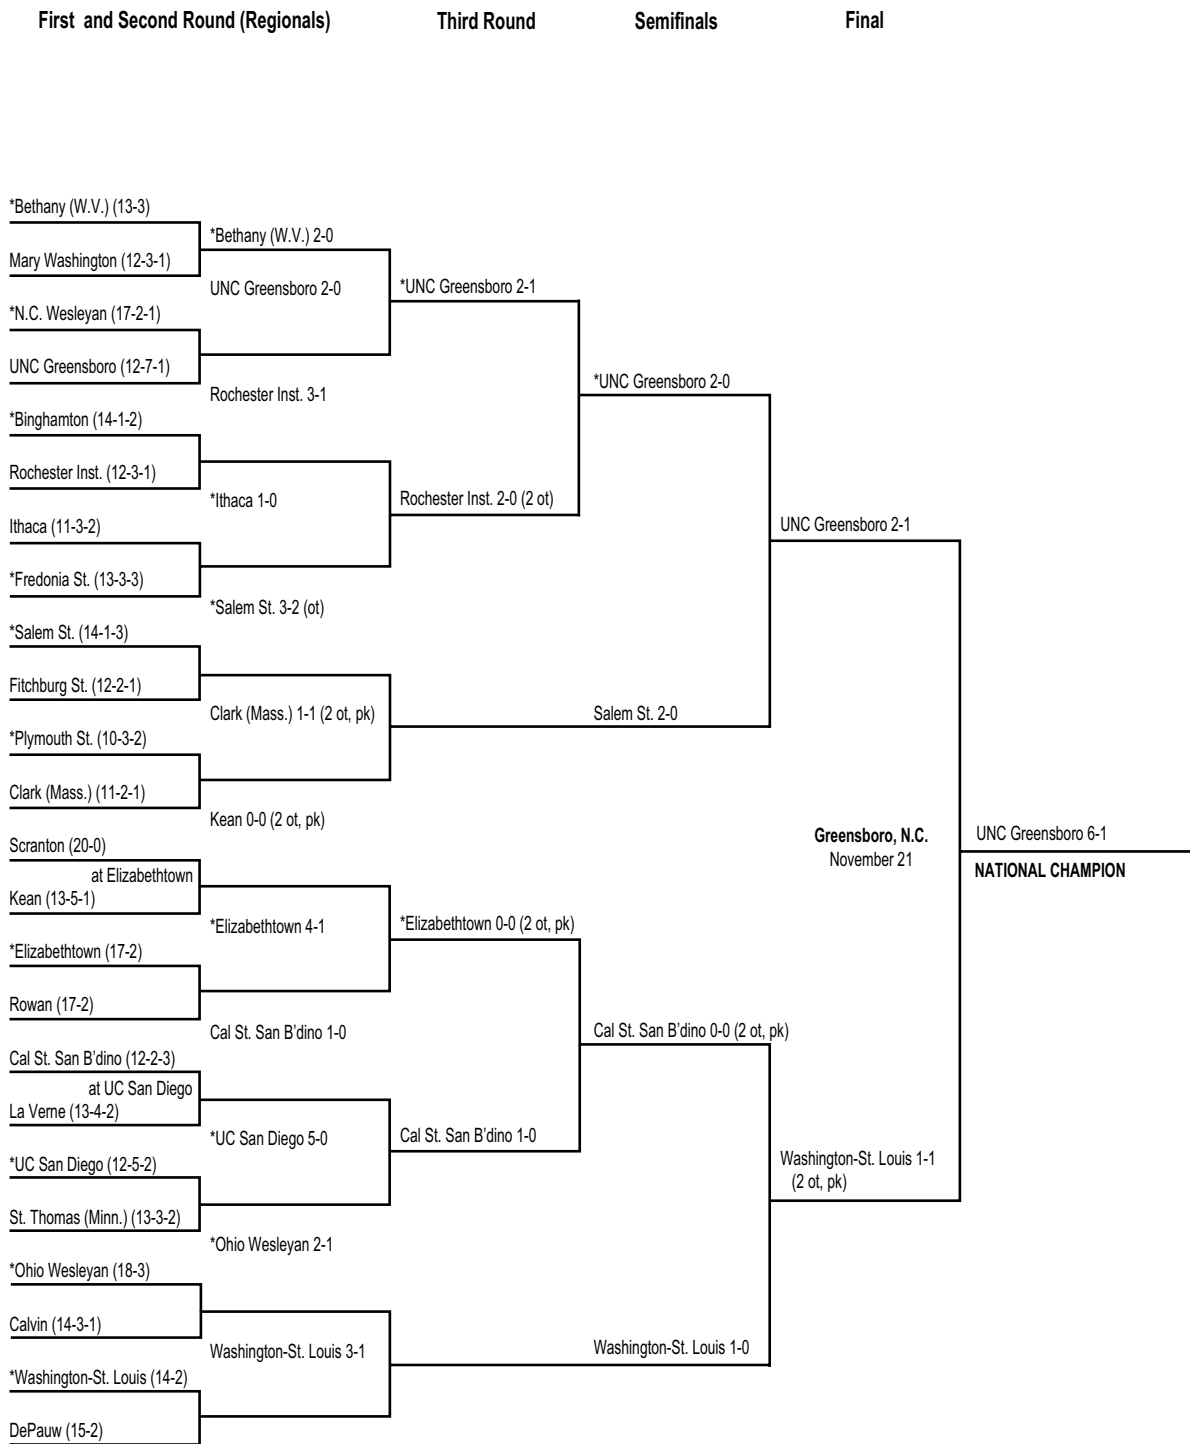 First and Second Round (Regionals)
Third Round
Semifinals
Final
*Bethany (W.V.) (13-3)
Mary Washington (12-3-1)
*N.C. Wesleyan (17-2-1)
UNC Greensboro (12-7-1)
*Binghamton (14-1-2)
Rochester Inst. (12-3-1)
Ithaca (11-3-2)
*Fredonia St. (13-3-3)
*Salem St. (14-1-3)
Fitchburg St. (12-2-1)
*Plymouth St. (10-3-2)
Clark (Mass.) (11-2-1)
Scranton (20-0)
at Elizabethtown
Kean (13-5-1)
*Elizabethtown (17-2)
Rowan (17-2)
Cal St. San B’dino (12-2-3)
at UC San Diego
La Verne (13-4-2)
*UC San Diego (12-5-2)
St. Thomas (Minn.) (13-3-2)
*Ohio Wesleyan (18-3)
Calvin (14-3-1)
*Washington-St. Louis (14-2)
DePauw (15-2)
*Bethany (W.V.) 2-0
UNC Greensboro 2-0
Rochester Inst. 3-1
*Ithaca 1-0
*Salem St. 3-2 (ot)
Clark (Mass.) 1-1 (2 ot, pk)
Kean 0-0 (2 ot, pk)
*Elizabethtown 4-1
Cal St. San B’dino 1-0
*UC San Diego 5-0
*Ohio Wesleyan 2-1
Washington-St. Louis 3-1
*UNC Greensboro 2-1
Rochester Inst. 2-0 (2 ot)
*Elizabethtown 0-0 (2 ot, pk)
Cal St. San B’dino 1-0
*UNC Greensboro 2-0
Salem St. 2-0
Cal St. San B’dino 0-0 (2 ot, pk)
Washington-St. Louis 1-0
UNC Greensboro 2-1
Washington-St. Louis 1-1
(2 ot, pk)
Greensboro, N.C.
November 21
UNC Greensboro 6-1
NATIONAL CHAMPION